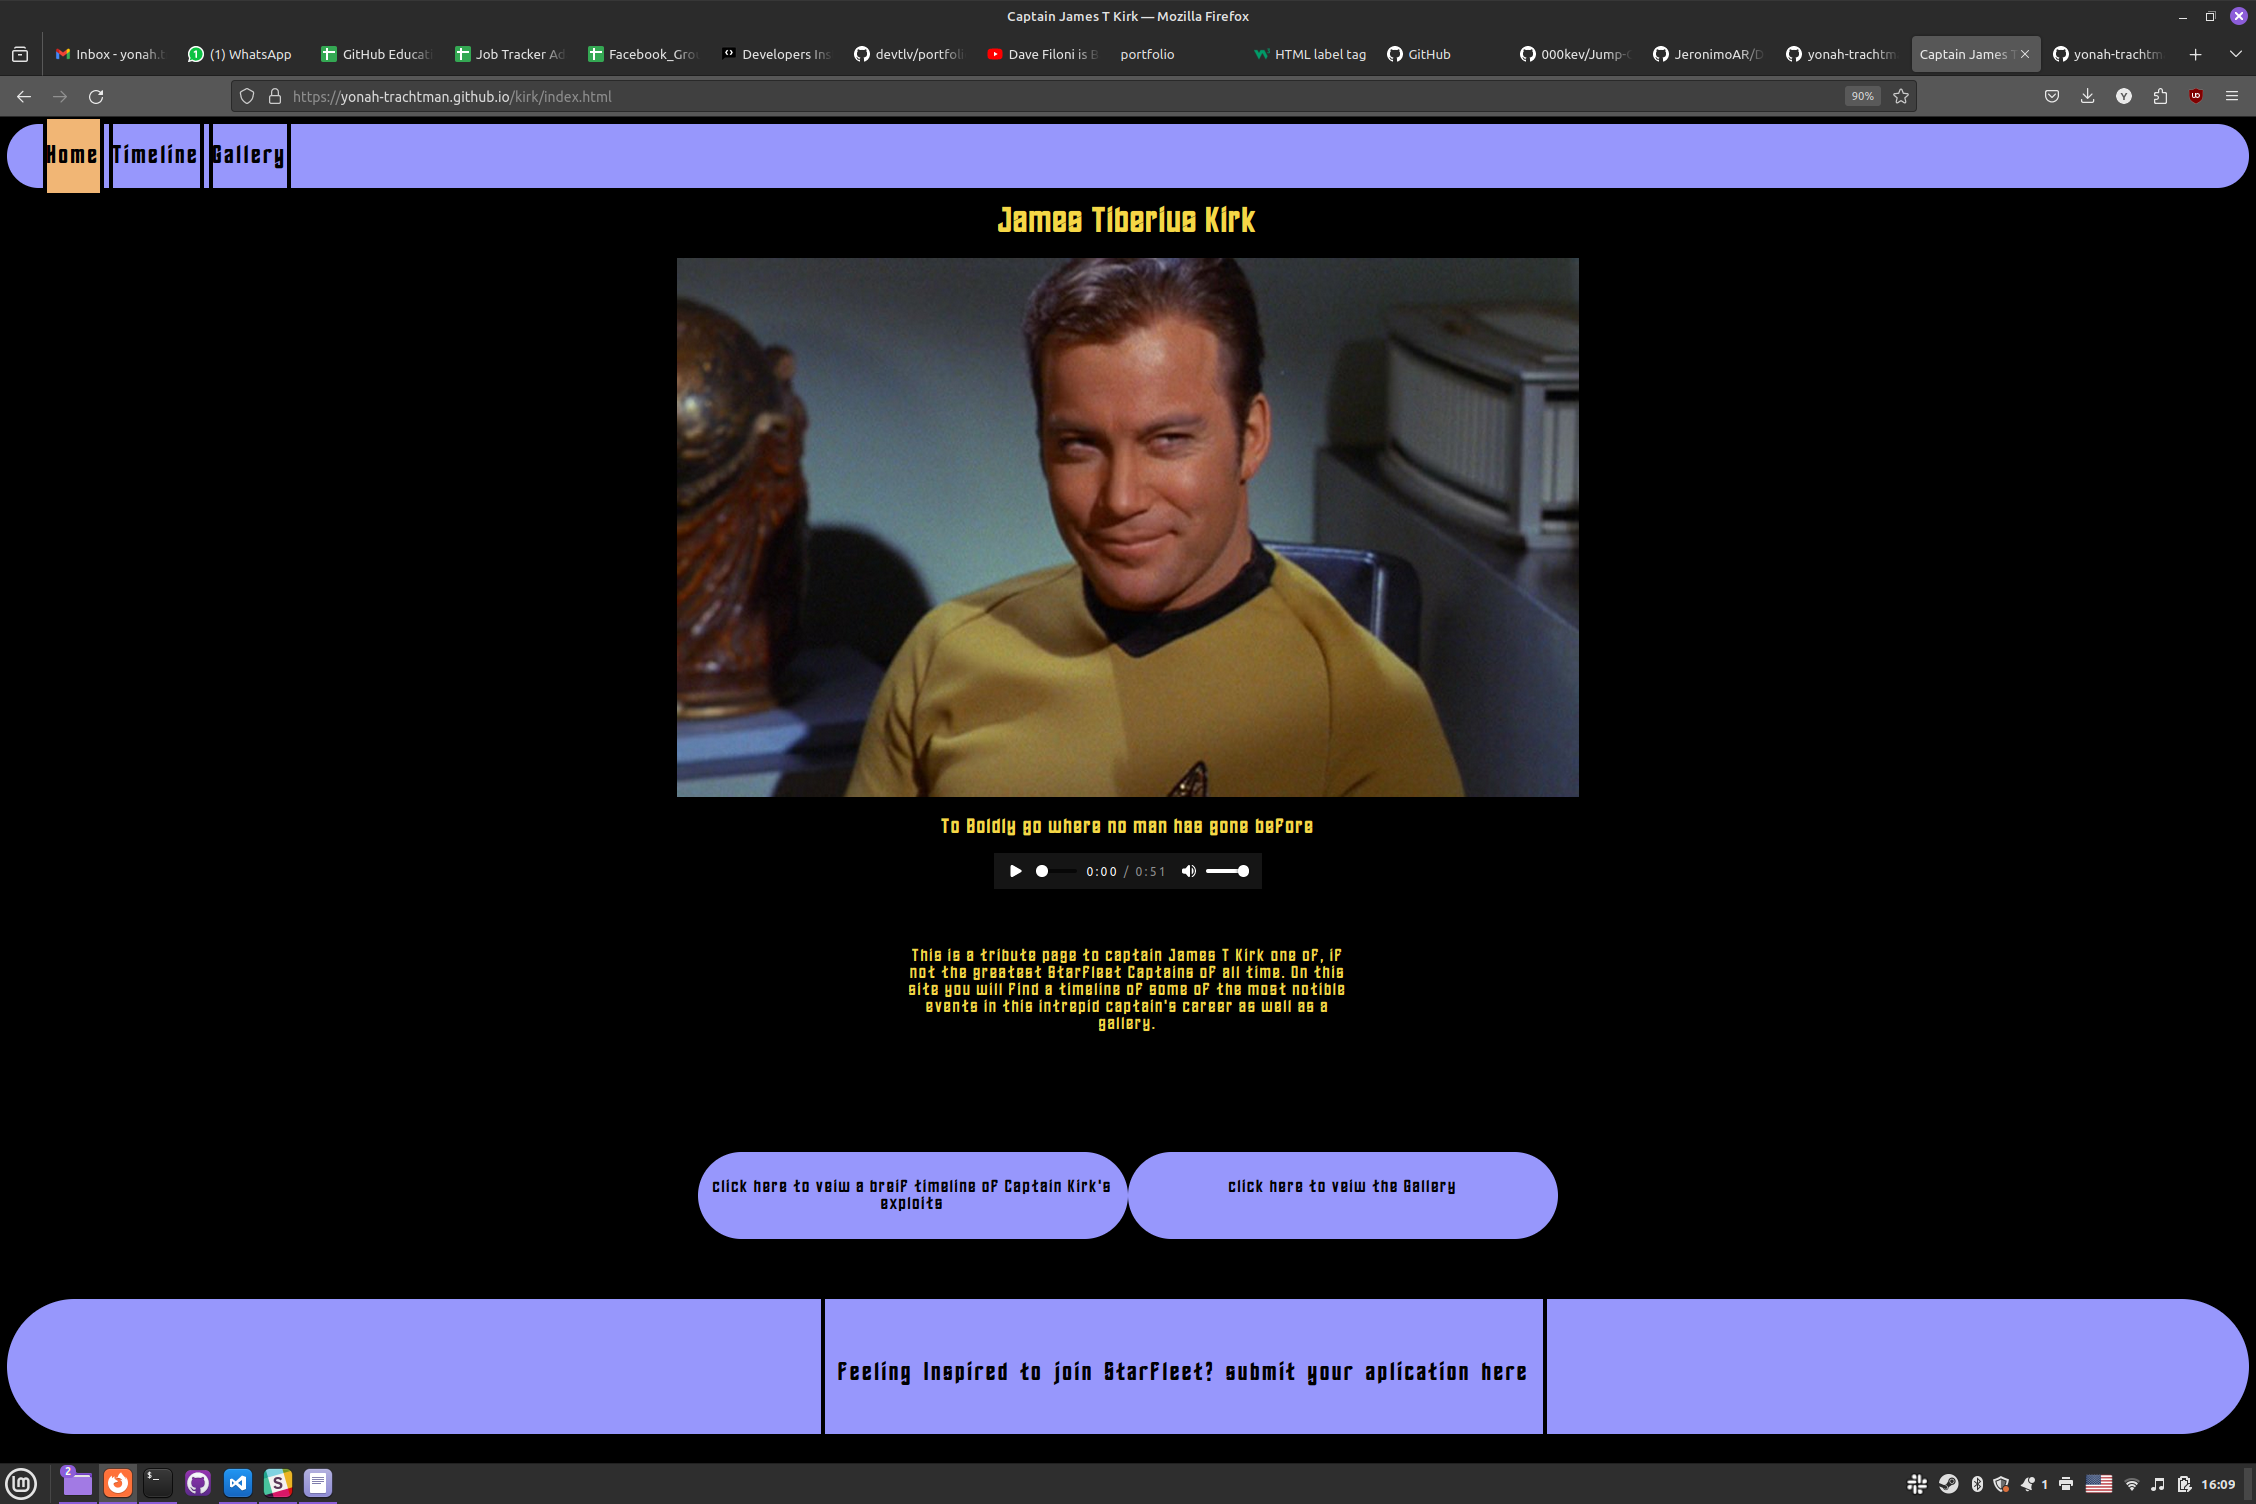 Captain James T Kirk — Mozilla Firefox
Inbox - yonah.t
(1) WhatsApp
GitHub Educati
Job Tracker Ad
Facebook_Grou
Developers Ins
devtlv/portfoli
Dave Filoni is B
portfolio
HTML label tag
GitHub
000kev/Jump-
JeronimoAR/D
yonah-trachtm
Captain James T
yonah-trachtm
https://yonah-trachtman.github.io/kirk/index.html
90%
Home Timeline Gallery
James Tiberius Kirk
To Boldly go where no man has gone before
0:00 / 0:51
This is a tribute page to captain James T Kirk one of, if
not the greatest StarFleet Captains of all time. On this
site you will find a timeline of some of the most notible
events in this intrepid captain's career as well as a
gallery.
click here to veiw a breif timeline of Captain Kirk's
exploits
click here to veiw the Gallery
Feeling Inspired to join StarFleet? submit your aplication here
2
1
16:09